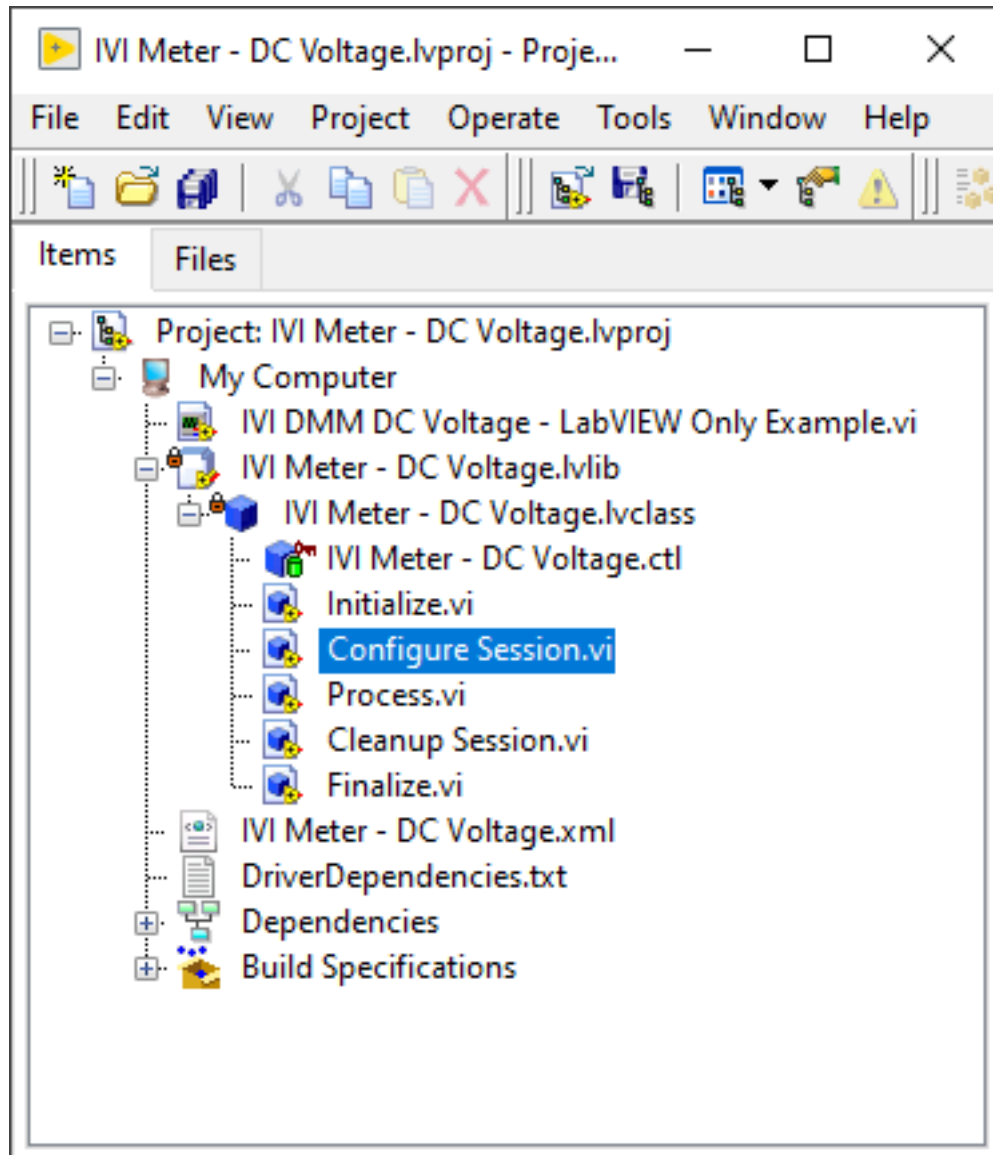 IVI Meter - DC Voltage.lvproj - Proje...
File Edit View Project Operate Tools Window Help
Items Files
Project: IVI Meter - DC Voltage.lvproj
My Computer
IVI DMM DC Voltage - LabVIEW Only Example.vi
IVI Meter - DC Voltage.lvlib
IVI Meter - DC Voltage.lvclass
IVI Meter - DC Voltage.ctl
Initialize.vi
Configure Session.vi
Process.vi
Cleanup Session.vi
Finalize.vi
IVI Meter - DC Voltage.xml
DriverDependencies.txt
Dependencies
Build Specifications